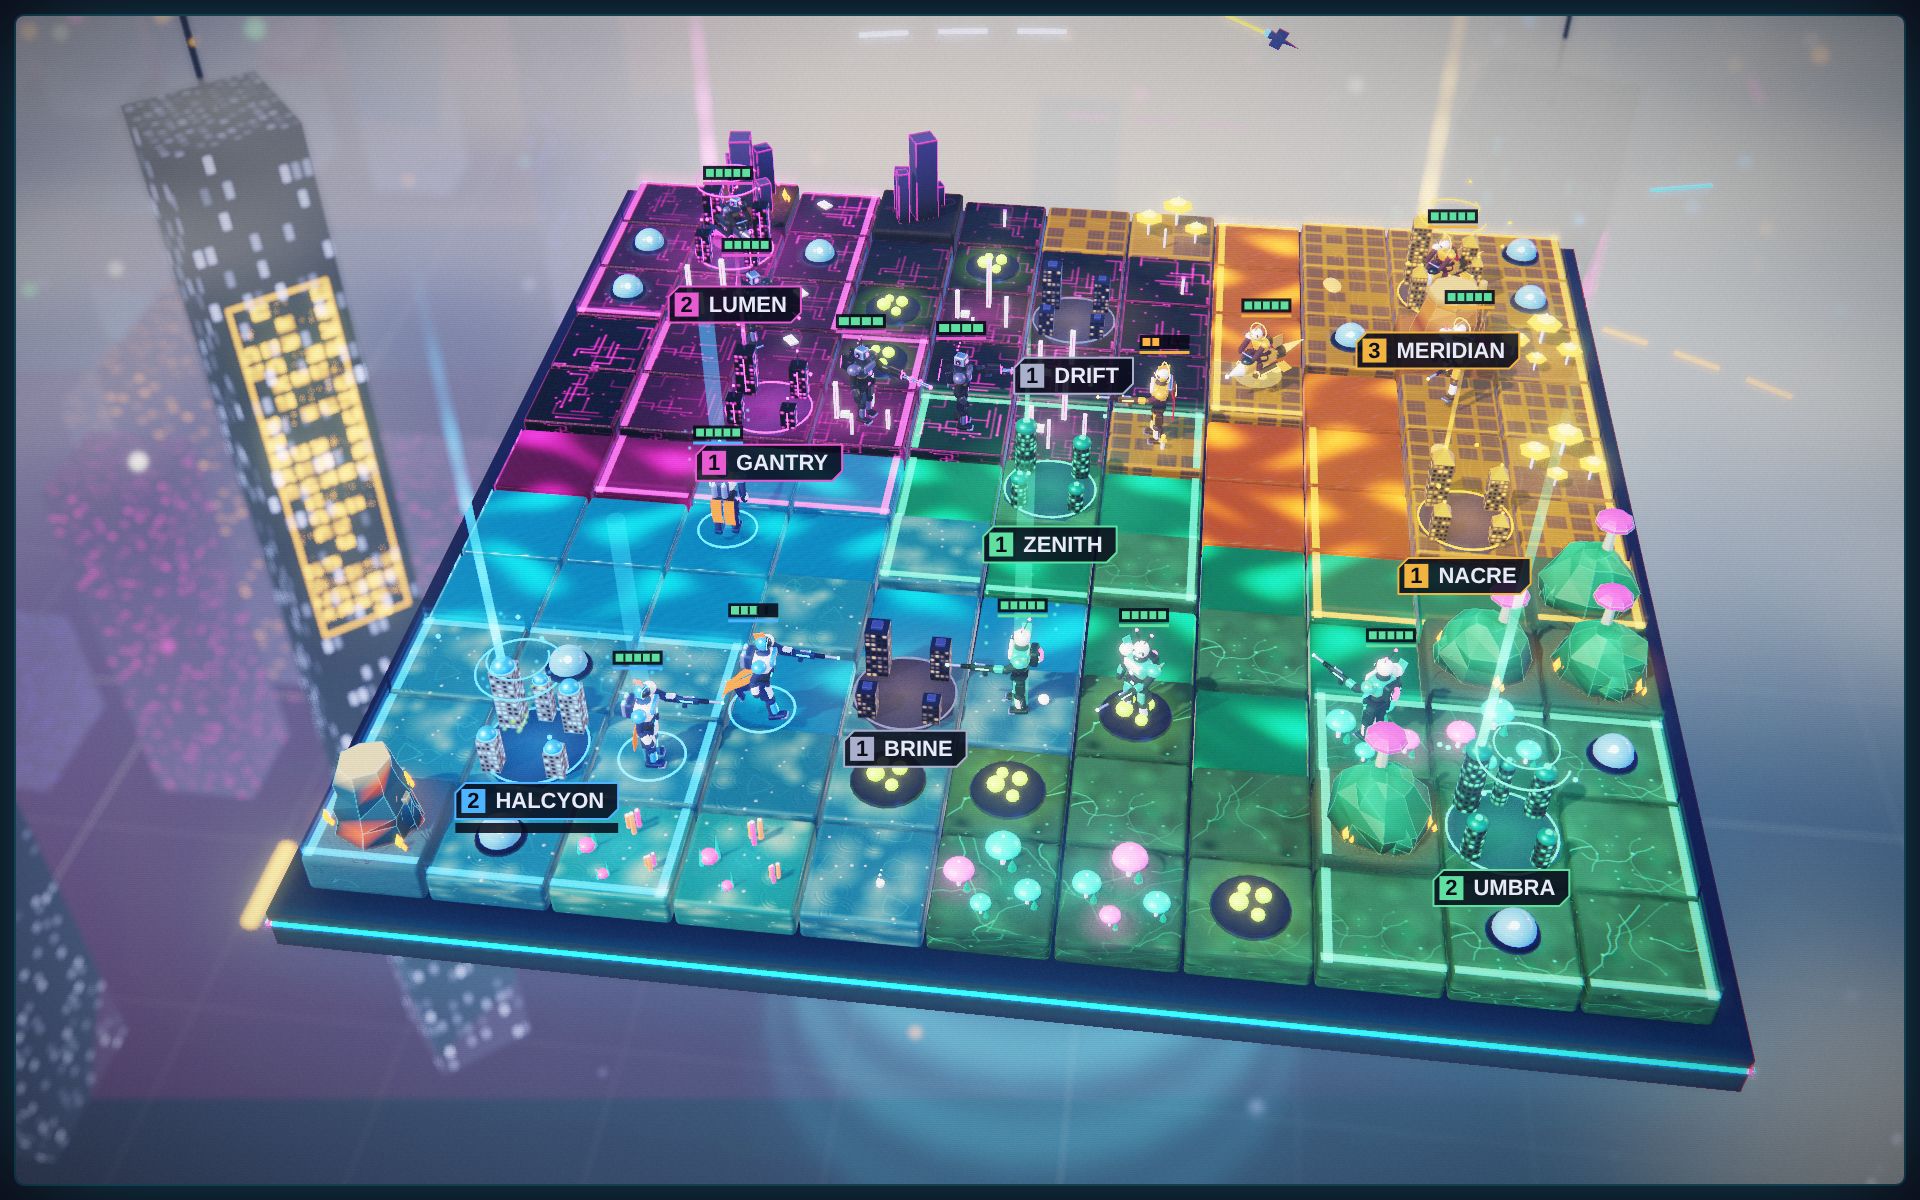 2 LUMEN
3 MERIDIAN
1 DRIFT
1 GANTRY
1 ZENITH
1 NACRE
1 BRINE
2 HALCYON
2 UMBRA